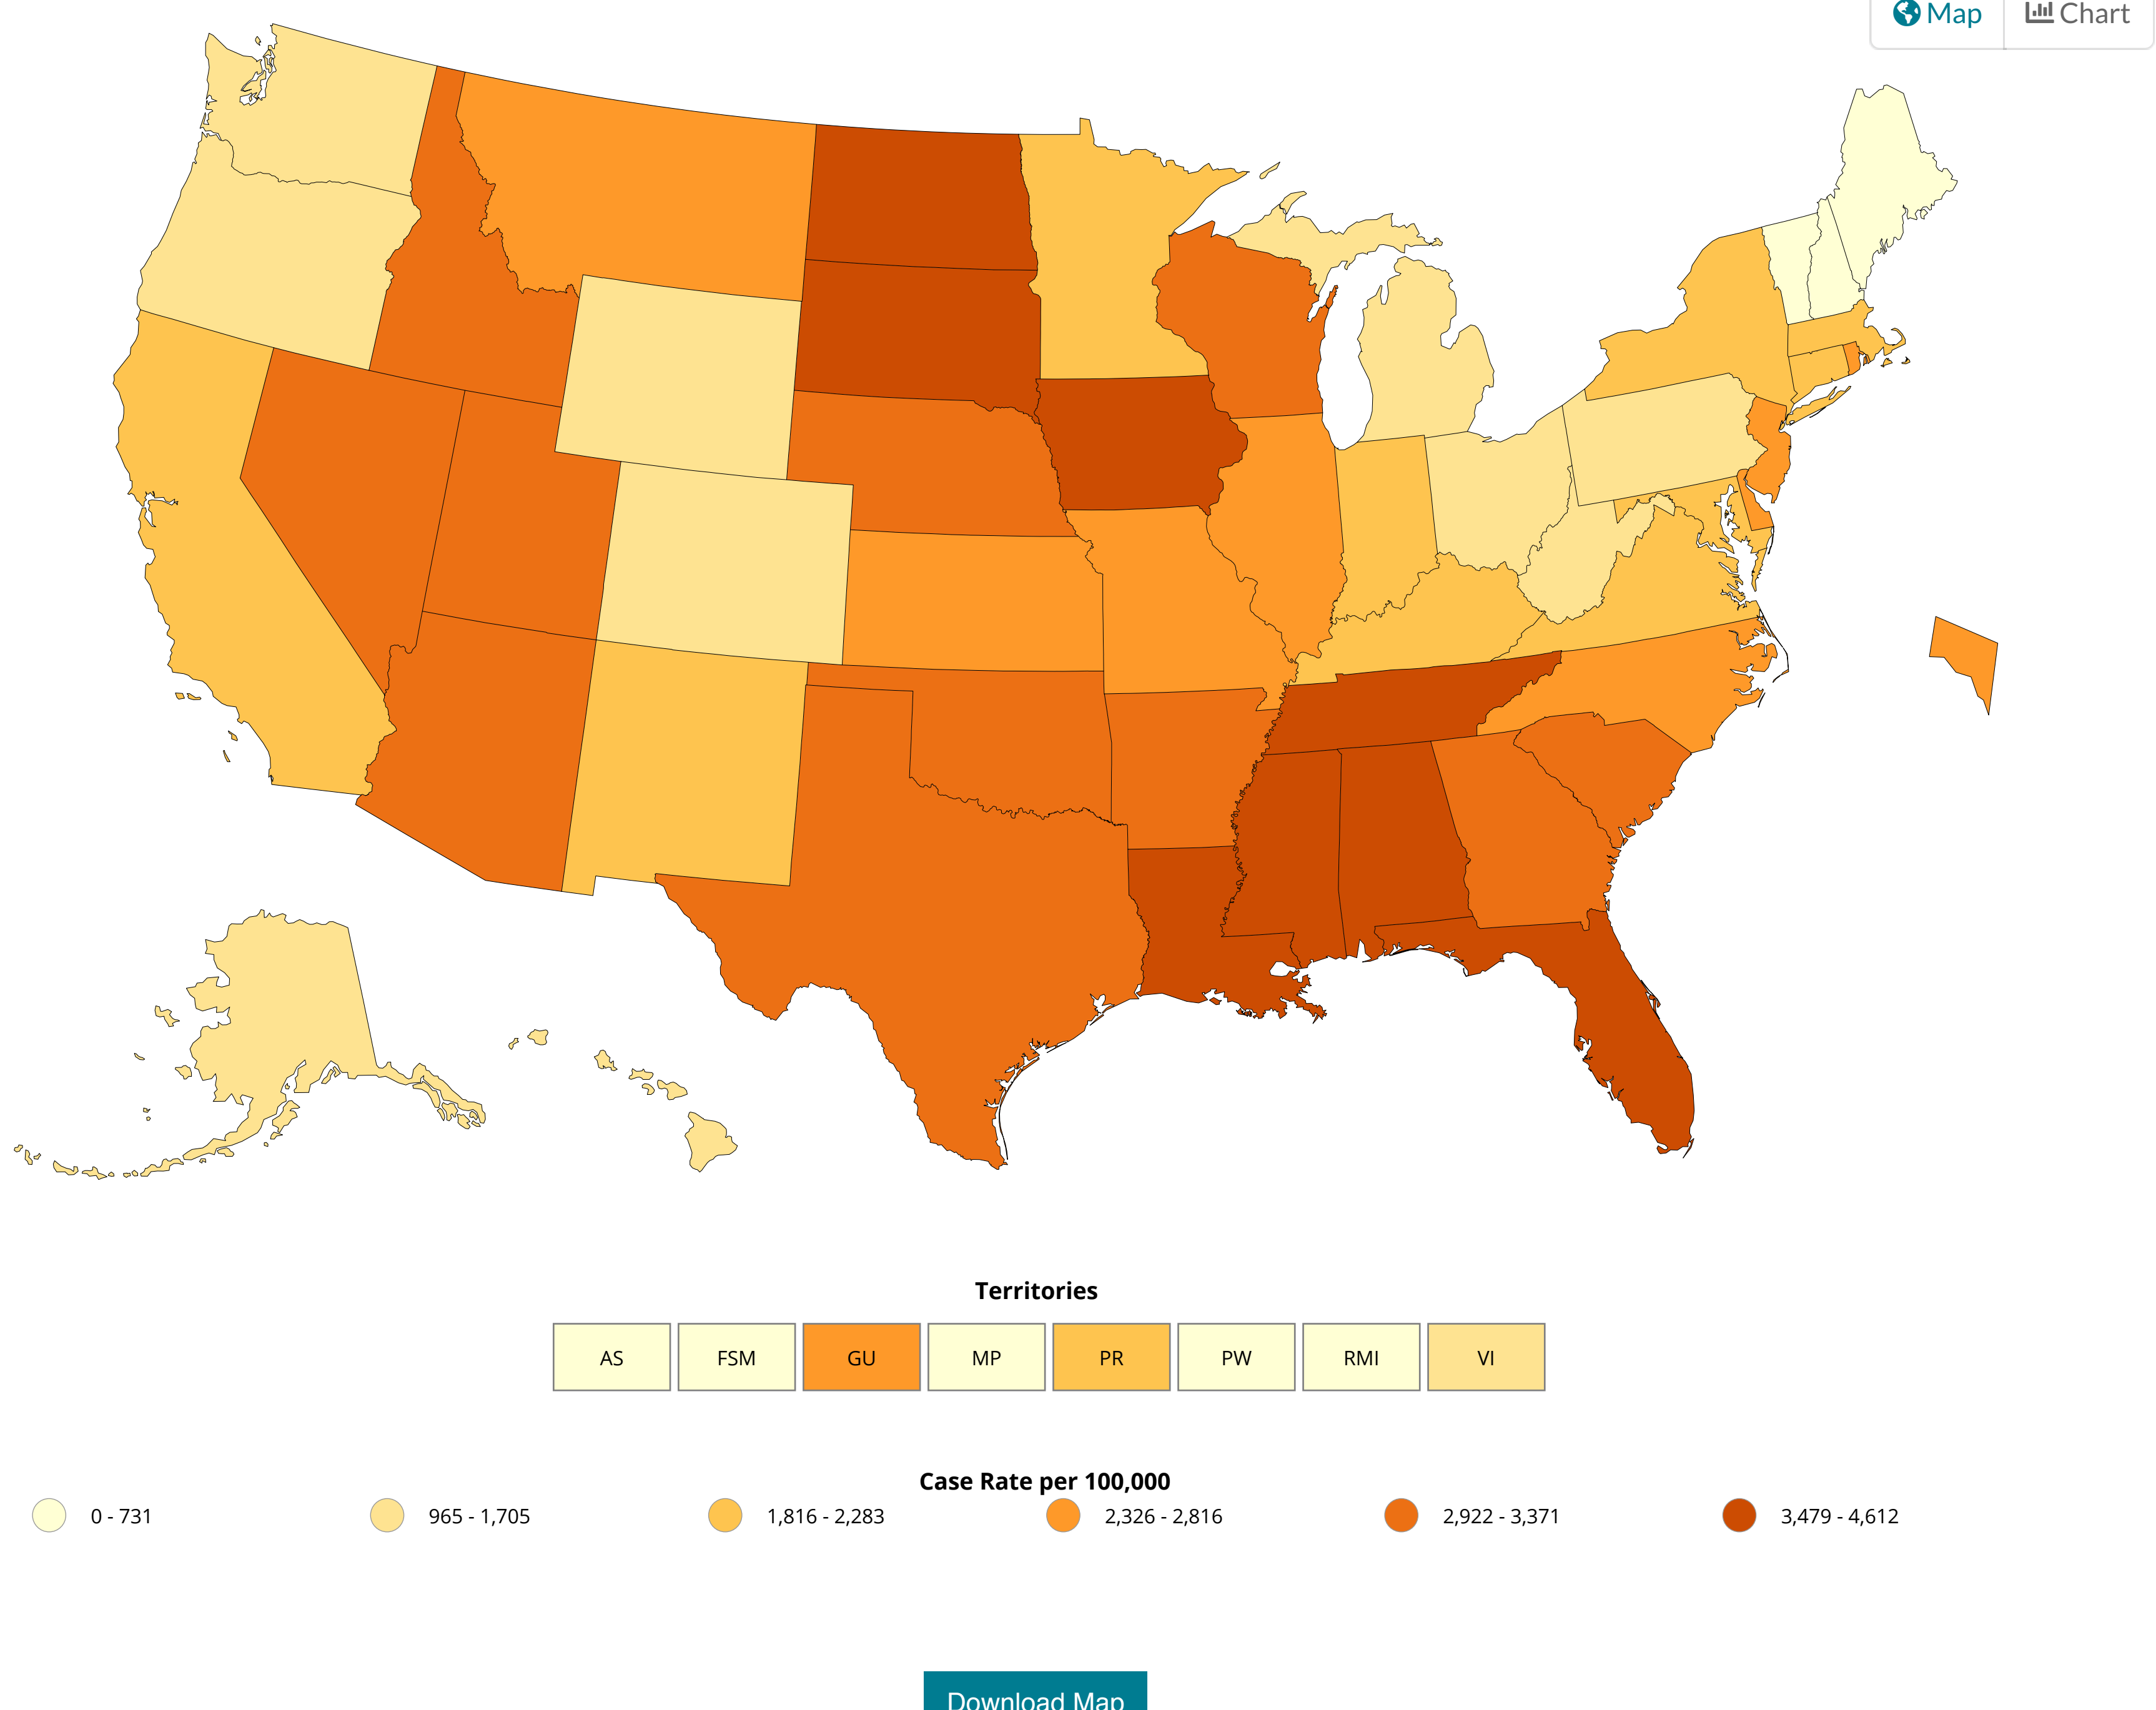 Map Chart
Territories
AS FSM GU MP PR PW RMI VI
Case Rate per 100,000
0 - 731 965 - 1,705 1,816 - 2,283 2,326 - 2,816 2,922 - 3,371 3,479 - 4,612
Download Map